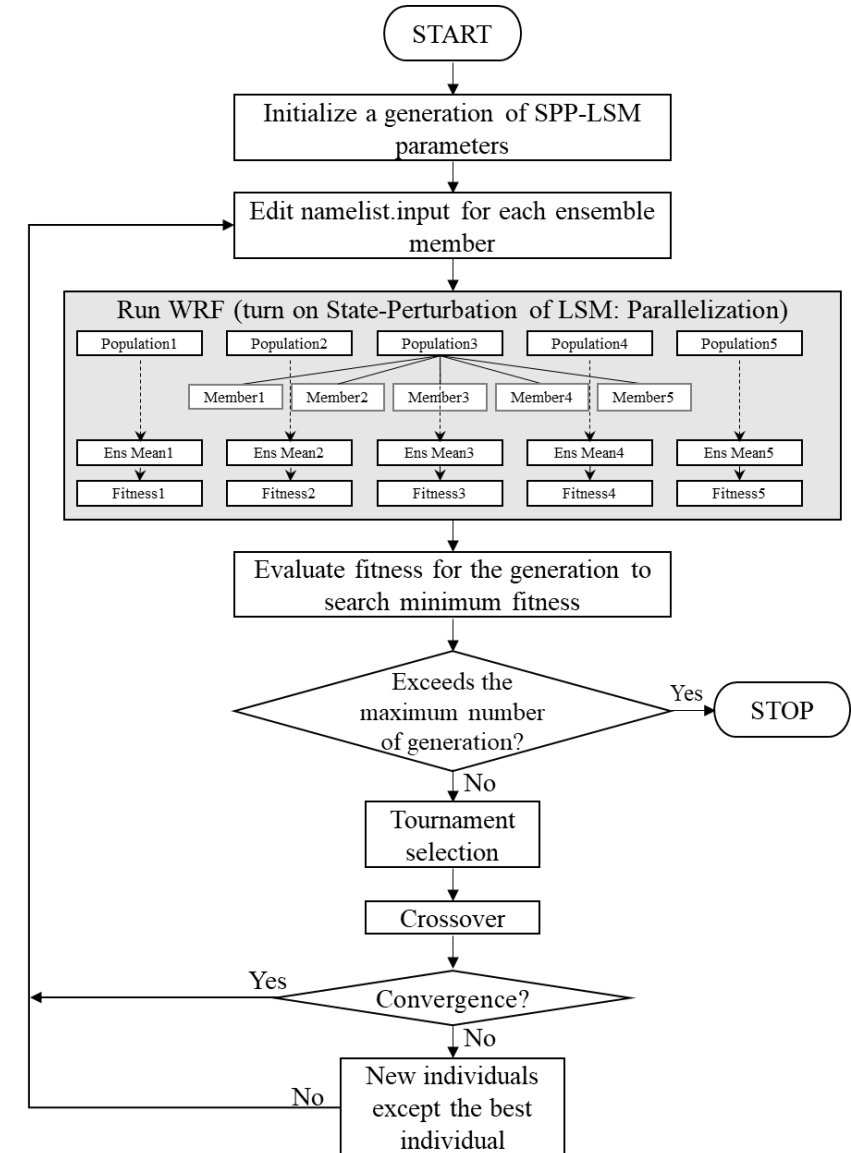 START
Initialize a generation of SPP-LSM
parameters
Edit namelist.input for each ensemble
member
Run WRF (turn on State-Perturbation of LSM: Parallelization)
Population1 Population2 Population3 Population4 Population5
Member1 Member2 Member3 Member4 Member5
Ens Mean1 Ens Mean2 Ens Mean3 Ens Mean4 Ens Mean5
Fitness1 Fitness2 Fitness3 Fitness4 Fitness5
Evaluate fitness for the generation to
search minimum fitness
Exceeds the
maximum number
of generation?
Yes
STOP
No
Tournament
selection
Crossover
Convergence?
Yes
No
New individuals
except the best
individual
No